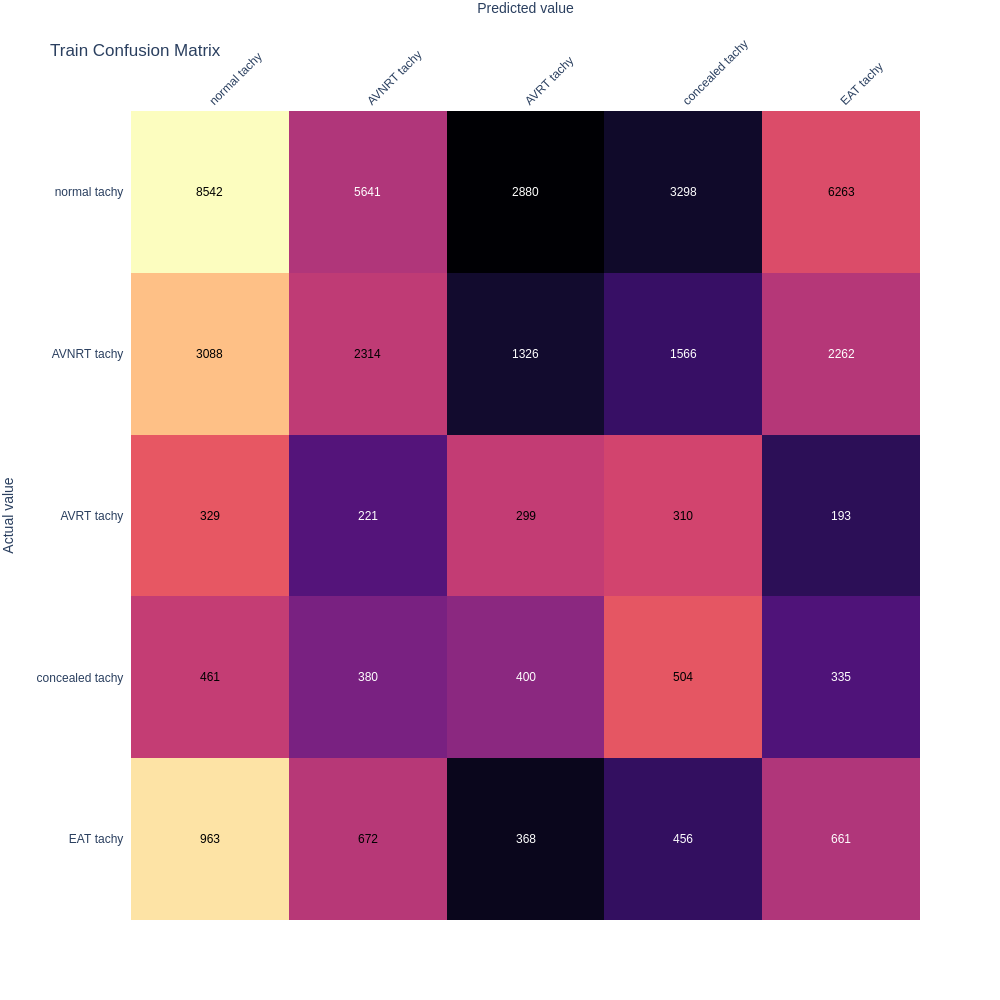 Predicted value
Train Confusion Matrix
normal tachy AVNRT tachy AVRT tachy concealed tachy EAT tachy
Actual value
normal tachy 8542 5641 2880 3298 6263
AVNRT tachy 3088 2314 1326 1566 2262
AVRT tachy 329 221 299 310 193
concealed tachy 461 380 400 504 335
EAT tachy 963 672 368 456 661